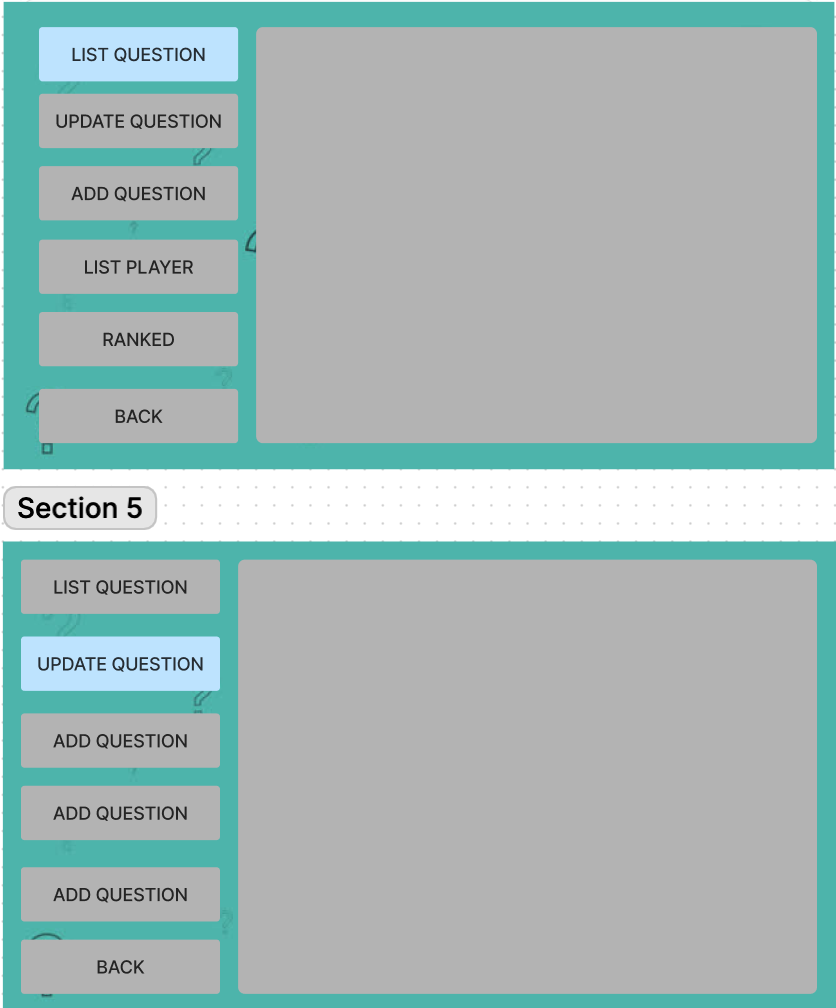 LIST QUESTION
UPDATE QUESTION
ADD QUESTION
LIST PLAYER
RANKED
BACK
Section 5
LIST QUESTION
UPDATE QUESTION
ADD QUESTION
ADD QUESTION
ADD QUESTION
BACK